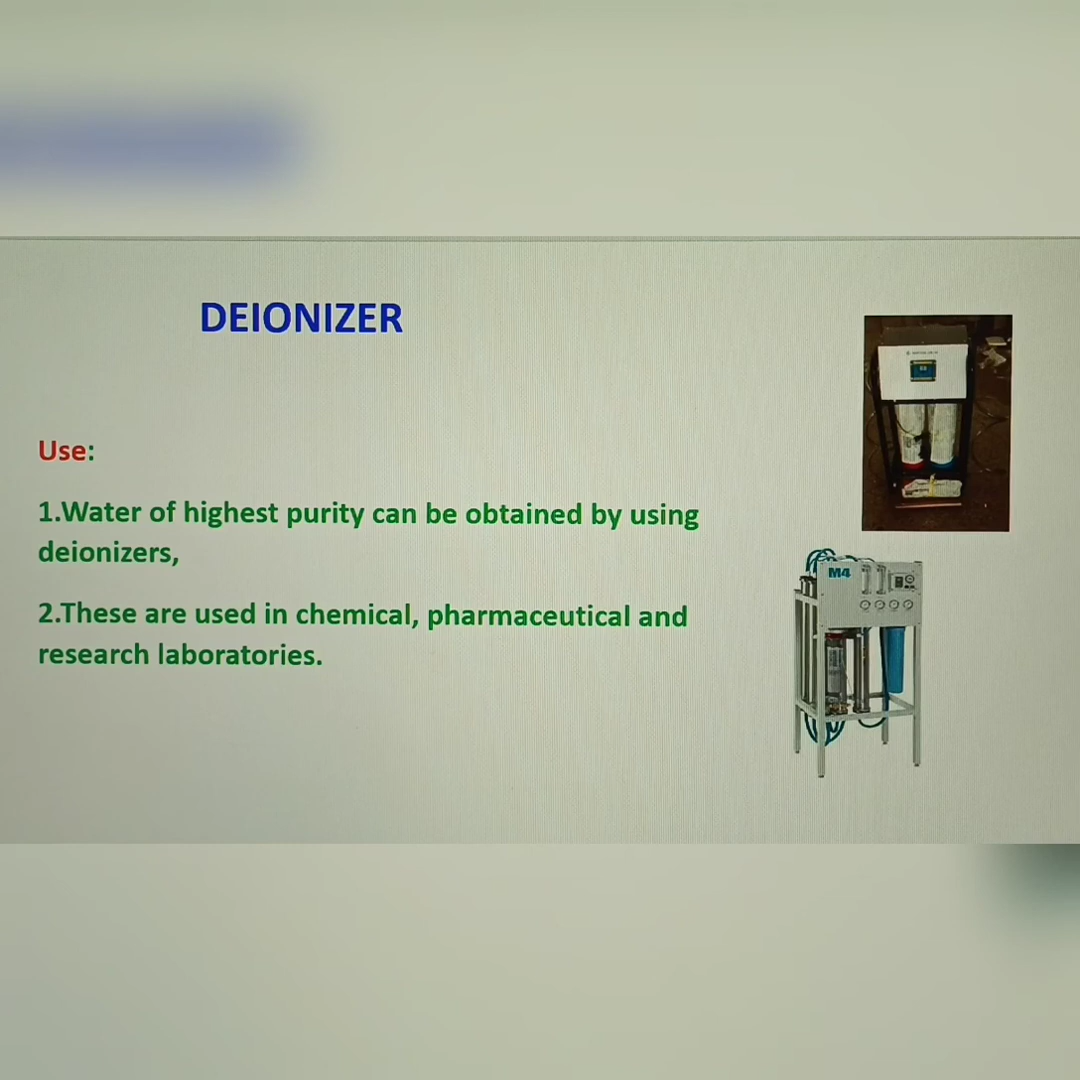 DEIONIZER
Use:
1.Water of highest purity can be obtained by using
deionizers,
2.These are used in chemical, pharmaceutical and
research laboratories.
M4